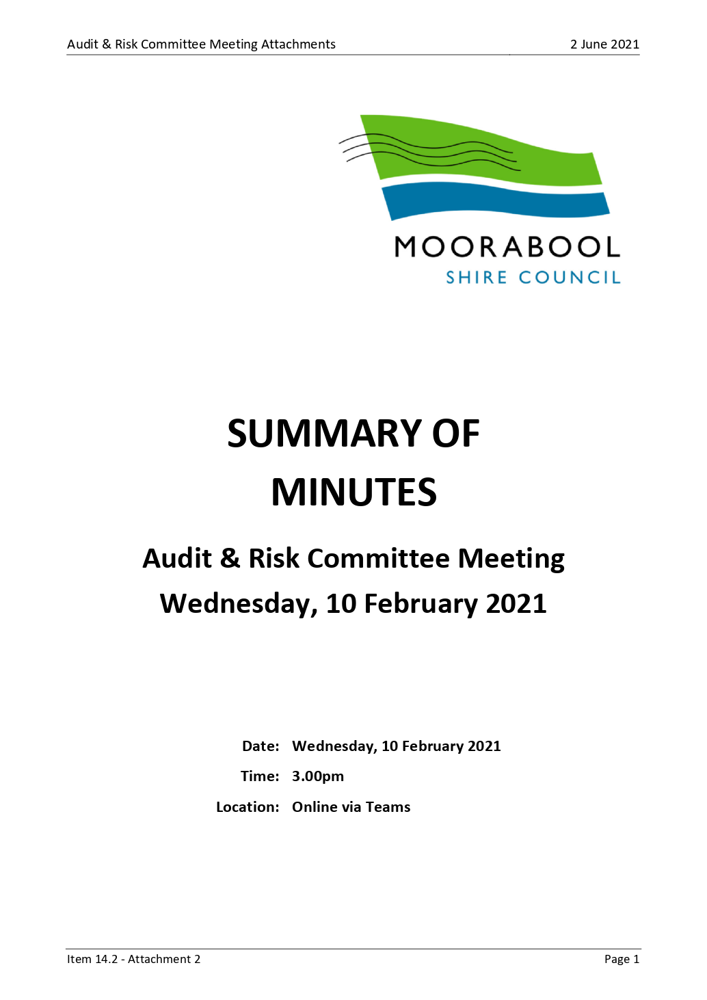 Audit & Risk Committee Meeting Attachments 2 June 2021
MOORABOOL
SHIRE COUNCIL
SUMMARY OF
MINUTES
Audit & Risk Committee Meeting
Wednesday, 10 February 2021
Date: Wednesday, 10 February 2021
Time: 3.00pm
Location: Online via Teams
Item 14.2 - Attachment 2 Page 1